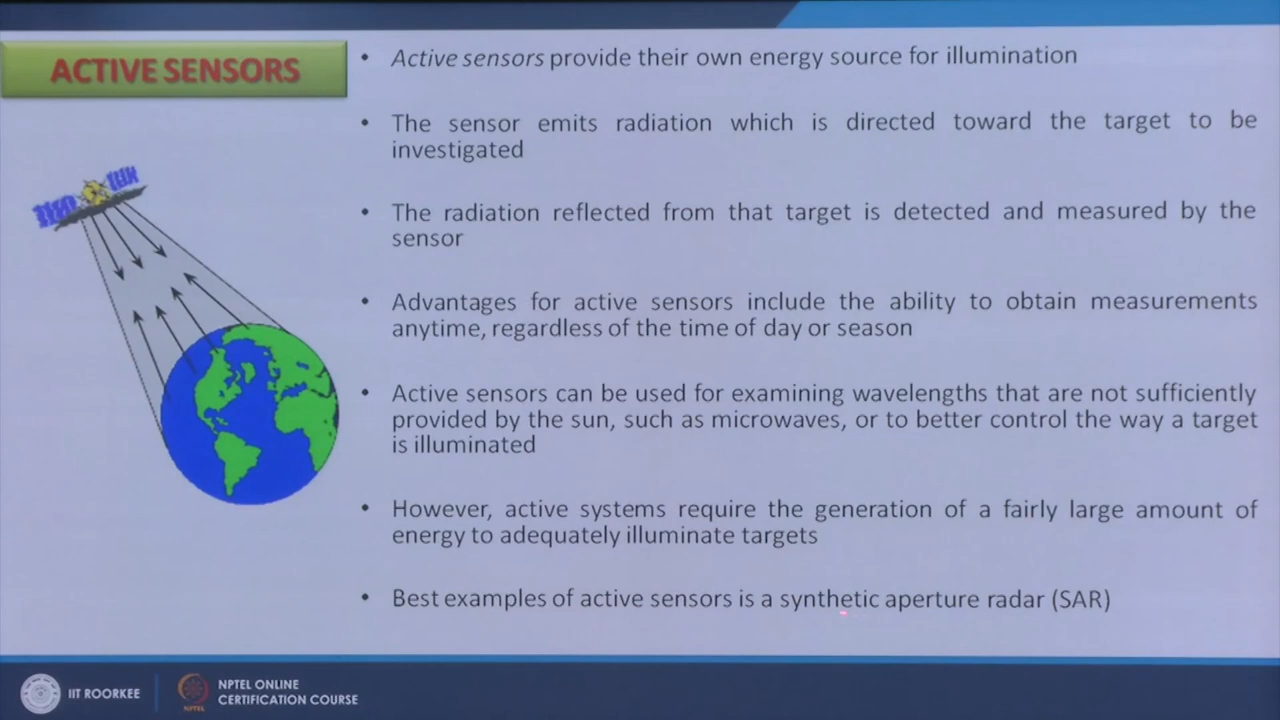 ACTIVE SENSORS
• Active sensors provide their own energy source for illumination
• The sensor emits radiation which is directed toward the target to be
investigated
• The radiation reflected from that target is detected and measured by the
sensor
• Advantages for active sensors include the ability to obtain measurements
anytime, regardless of the time of day or season
• Active sensors can be used for examining wavelengths that are not sufficiently
provided by the sun, such as microwaves, or to better control the way a target
is illuminated
• However, active systems require the generation of a fairly large amount of
energy to adequately illuminate targets
• Best examples of active sensors is a synthetic aperture radar (SAR)
IIT ROORKEE
NPTEL
NPTEL ONLINE
CERTIFICATION COURSE